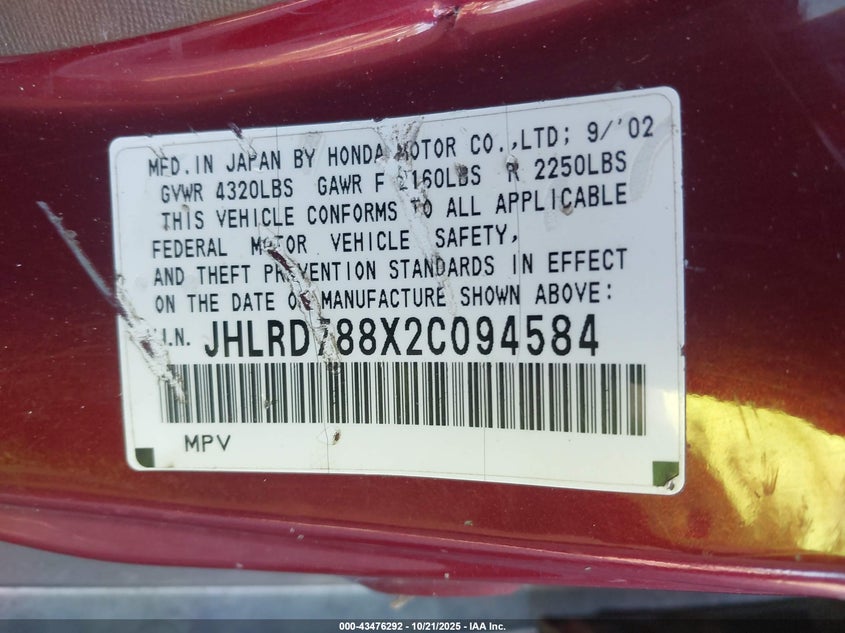 MFD. IN JAPAN BY HONDA MOTOR CO.,LTD; 9/'02
GVWR 4320LBS GAWR F 2160LBS R 2250LBS
THIS VEHICLE CONFORMS TO ALL APPLICABLE
FEDERAL MOTOR VEHICLE SAFETY,
AND THEFT PREVENTION STANDARDS IN EFFECT
ON THE DATE OF MANUFACTURE SHOWN ABOVE:
V.I.N. JHLRD788X2C094584
MPV
000-43476292 - 10/21/2025 - IAA Inc.